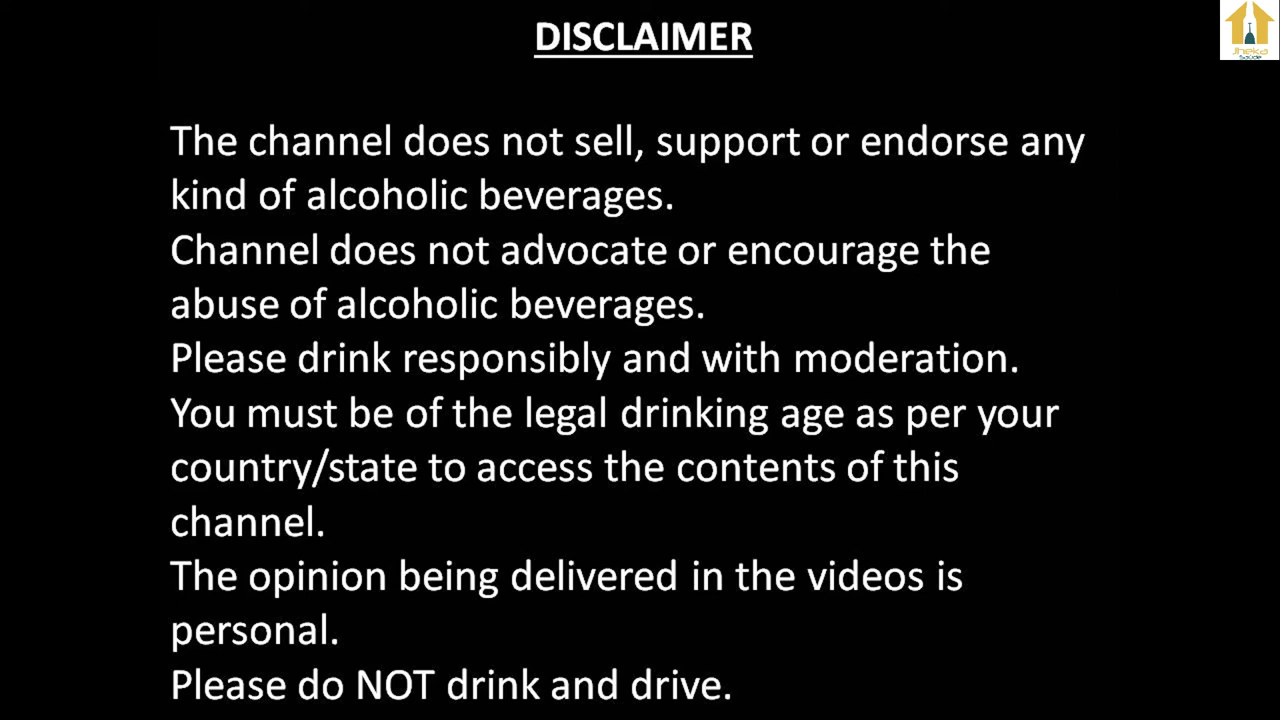 DISCLAIMER
Jheka
Saúde
The channel does not sell, support or endorse any
kind of alcoholic beverages.
Channel does not advocate or encourage the
abuse of alcoholic beverages.
Please drink responsibly and with moderation.
You must be of the legal drinking age as per your
country/state to access the contents of this
channel.
The opinion being delivered in the videos is
personal.
Please do NOT drink and drive.